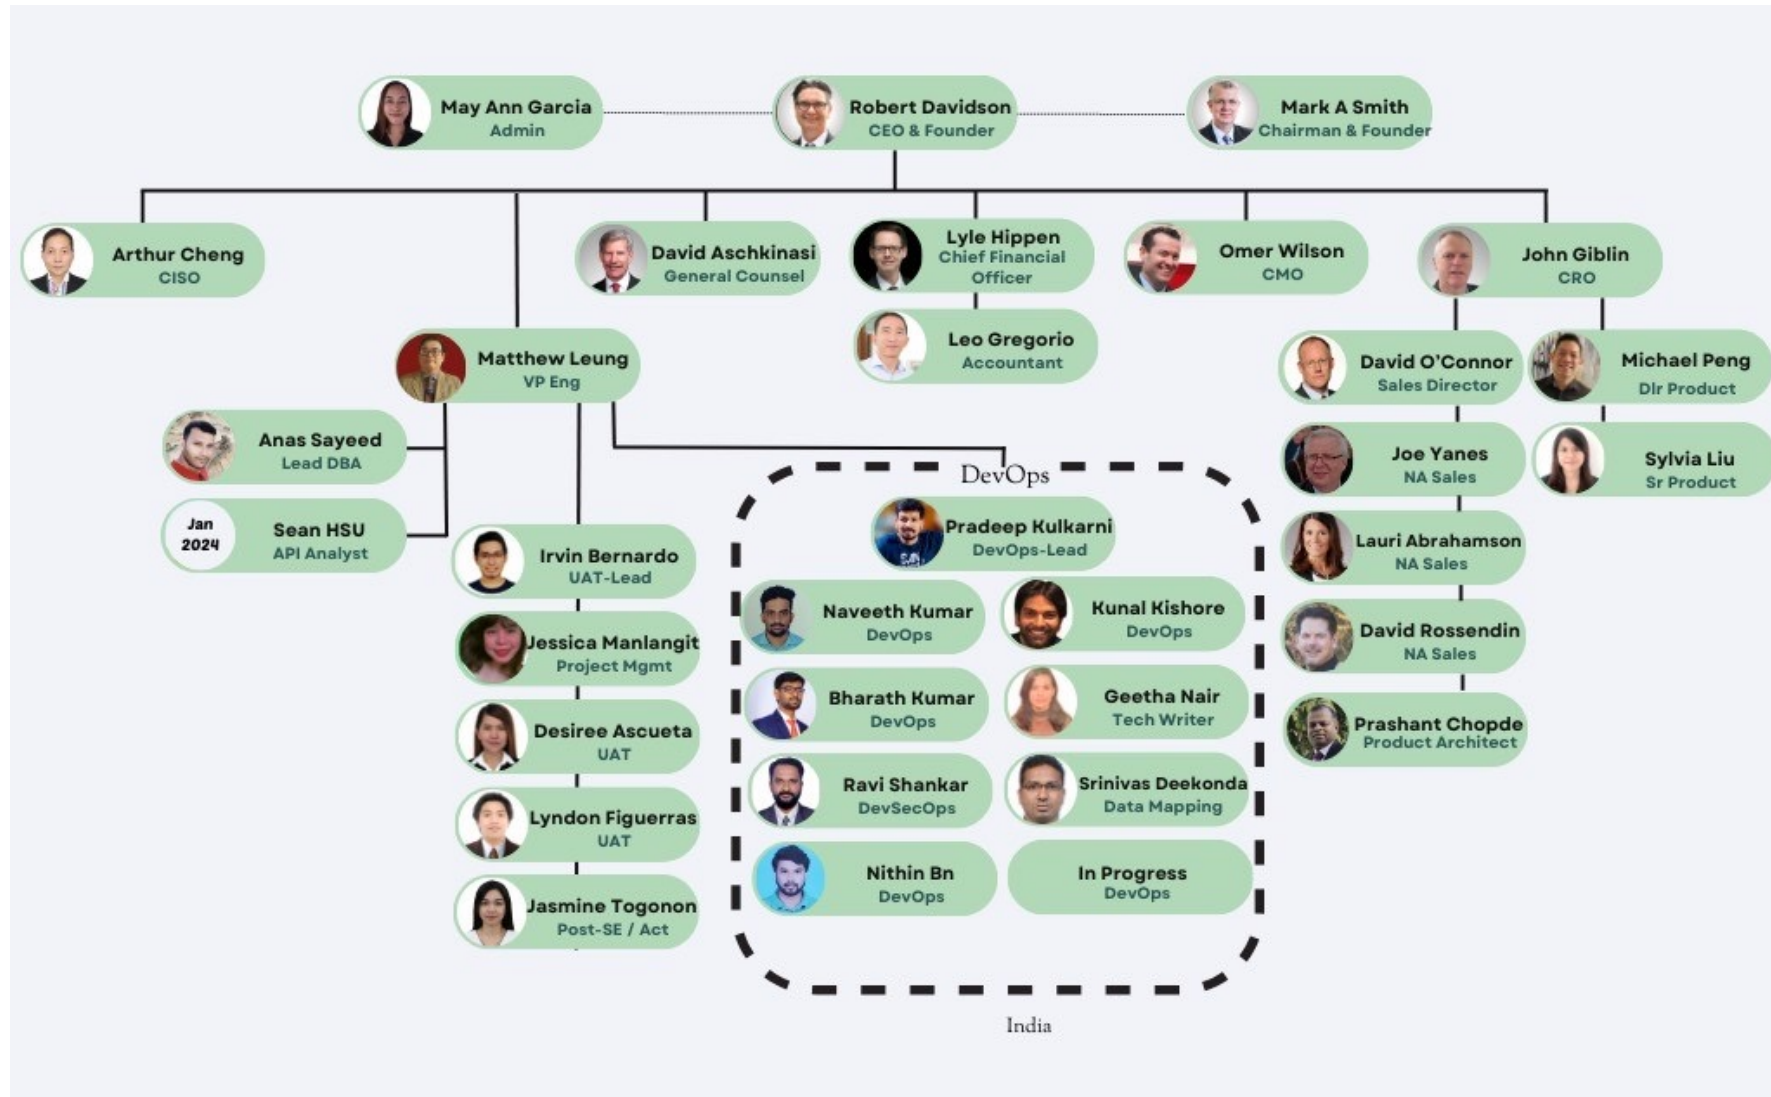 May Ann Garcia
Admin
Robert Davidson
CEO & Founder
Mark A Smith
Chairman & Founder
Arthur Cheng
CISO
David Aschkinasi
General Counsel
Lyle Hippen
Chief Financial
Officer
Omer Wilson
CMO
John Giblin
CRO
Matthew Leung
VP Eng
Leo Gregorio
Accountant
David O'Connor
Sales Director
Michael Peng
DIr Product
Anas Sayeed
Lead DBA
Joe Yanes
NA Sales
Sylvia Liu
Sr Product
Jan
2024
Sean HSU
API Analyst
Irvin Bernardo
UAT-Lead
Jessica Manlangit
Project Mgmt
Desiree Ascueta
UAT
Lyndon Figuerras
UAT
Jasmine Togonon
Post-SE / Act
DevOps
Pradeep Kulkarni
DevOps-Lead
Naveeth Kumar
DevOps
Kunal Kishore
DevOps
Bharath Kumar
DevOps
Geetha Nair
Tech Writer
Ravi Shankar
DevSecOps
Srinivas Deekonda
Data Mapping
Nithin Bn
DevOps
In Progress
DevOps
India
Lauri Abrahamson
NA Sales
David Rossendin
NA Sales
Prashant Chopde
Product Architect